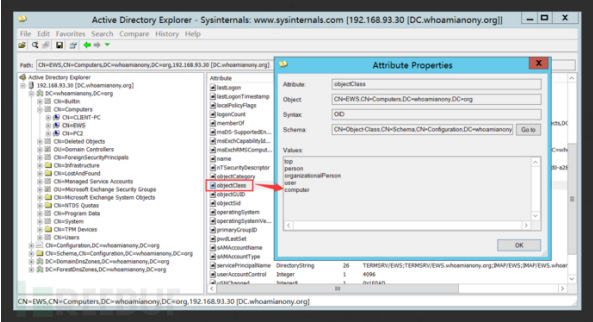 Active Directory Explorer - Sysinternals: www.sysinternals.com [192.168.93.30 [DC.whoamianony.org]]
File Edit Favorites Search Compare History Help
Path: CN=EWS,CN=Computers,DC=whoamianony,DC=org,192.168.93.30 [DC.whoamianony.org]
Active Directory Explorer
192.168.93.30 [DC.whoamianony.org]
DC=whoamianony,DC=org
CN=Builtin
CN=Computers
CN=CLIENT-PC
CN=EWS
CN=PC2
CN=Deleted Objects
OU=Domain Controllers
CN=ForeignSecurityPrincipals
CN=Infrastructure
CN=LostAndFound
CN=Managed Service Accounts
OU=Microsoft Exchange Security Groups
CN=Microsoft Exchange System Objects
CN=NTDS Quotas
CN=Program Data
CN=System
CN=TPM Devices
CN=Users
CN=Configuration,DC=whoamianony,DC=org
CN=Schema,CN=Configuration,DC=whoamianony,DC=org
DC=DomainDnsZones,DC=whoamianony,DC=org
DC=ForestDnsZones,DC=whoamianony,DC=org
Attribute
lastLogon
lastLogonTimestamp
localPolicyFlags
logonCount
memberOf
msDS-SupportedEn...
msExchCapabilityId...
msExchRMSComput...
name
nTSecurityDescriptor
objectCategory
objectClass
objectGUID
objectSid
operatingSystem
operatingSystemVe...
primaryGroupID
pwdLastSet
sAMAccountName
sAMAccountType
servicePrincipalName DirectoryString 26 TERMSRV/EWS;TERMSRV/EWS.whoamianony.org;IMAP/EWS;IMAP/EWS.whoar
userAccountControl Integer 1 4096
Attribute Properties
Attribute: objectClass
Object: CN=EWS,CN=Computers,DC=whoamianony,DC=org
Syntax: OID
Schema: CN=Object-Class,CN=Schema,CN=Configuration,DC=whoamianony Go to
Values:
top
person
organizationalPerson
user
computer
OK
CN=EWS,CN=Computers,DC=whoamianony,DC=org,192.168.93.30 [DC.whoamianony.org]
FREEBUF